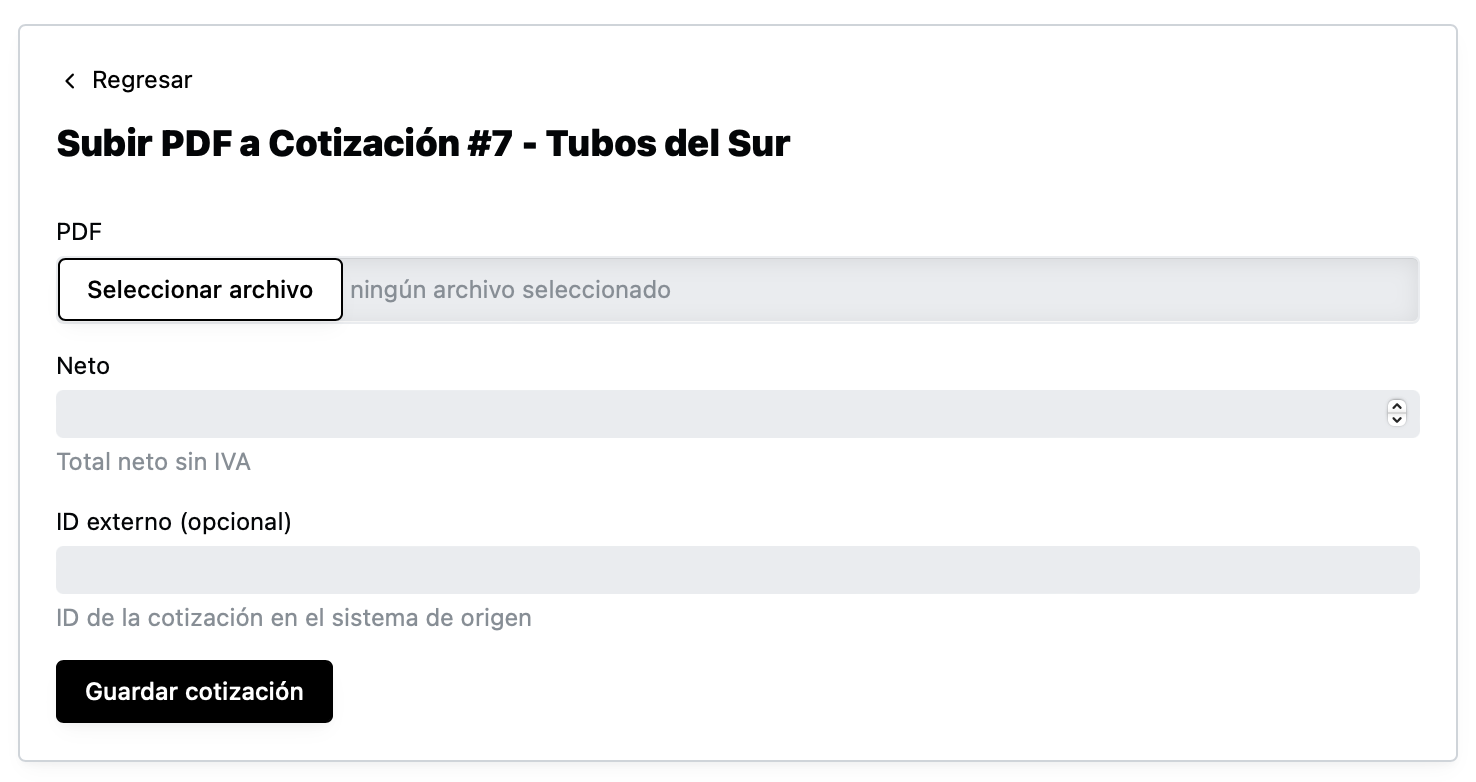 Regresar
Subir PDF a Cotización #7 - Tubos del Sur
PDF
Seleccionar archivo ningún archivo seleccionado
Neto
Total neto sin IVA
ID externo (opcional)
ID de la cotización en el sistema de origen
Guardar cotización